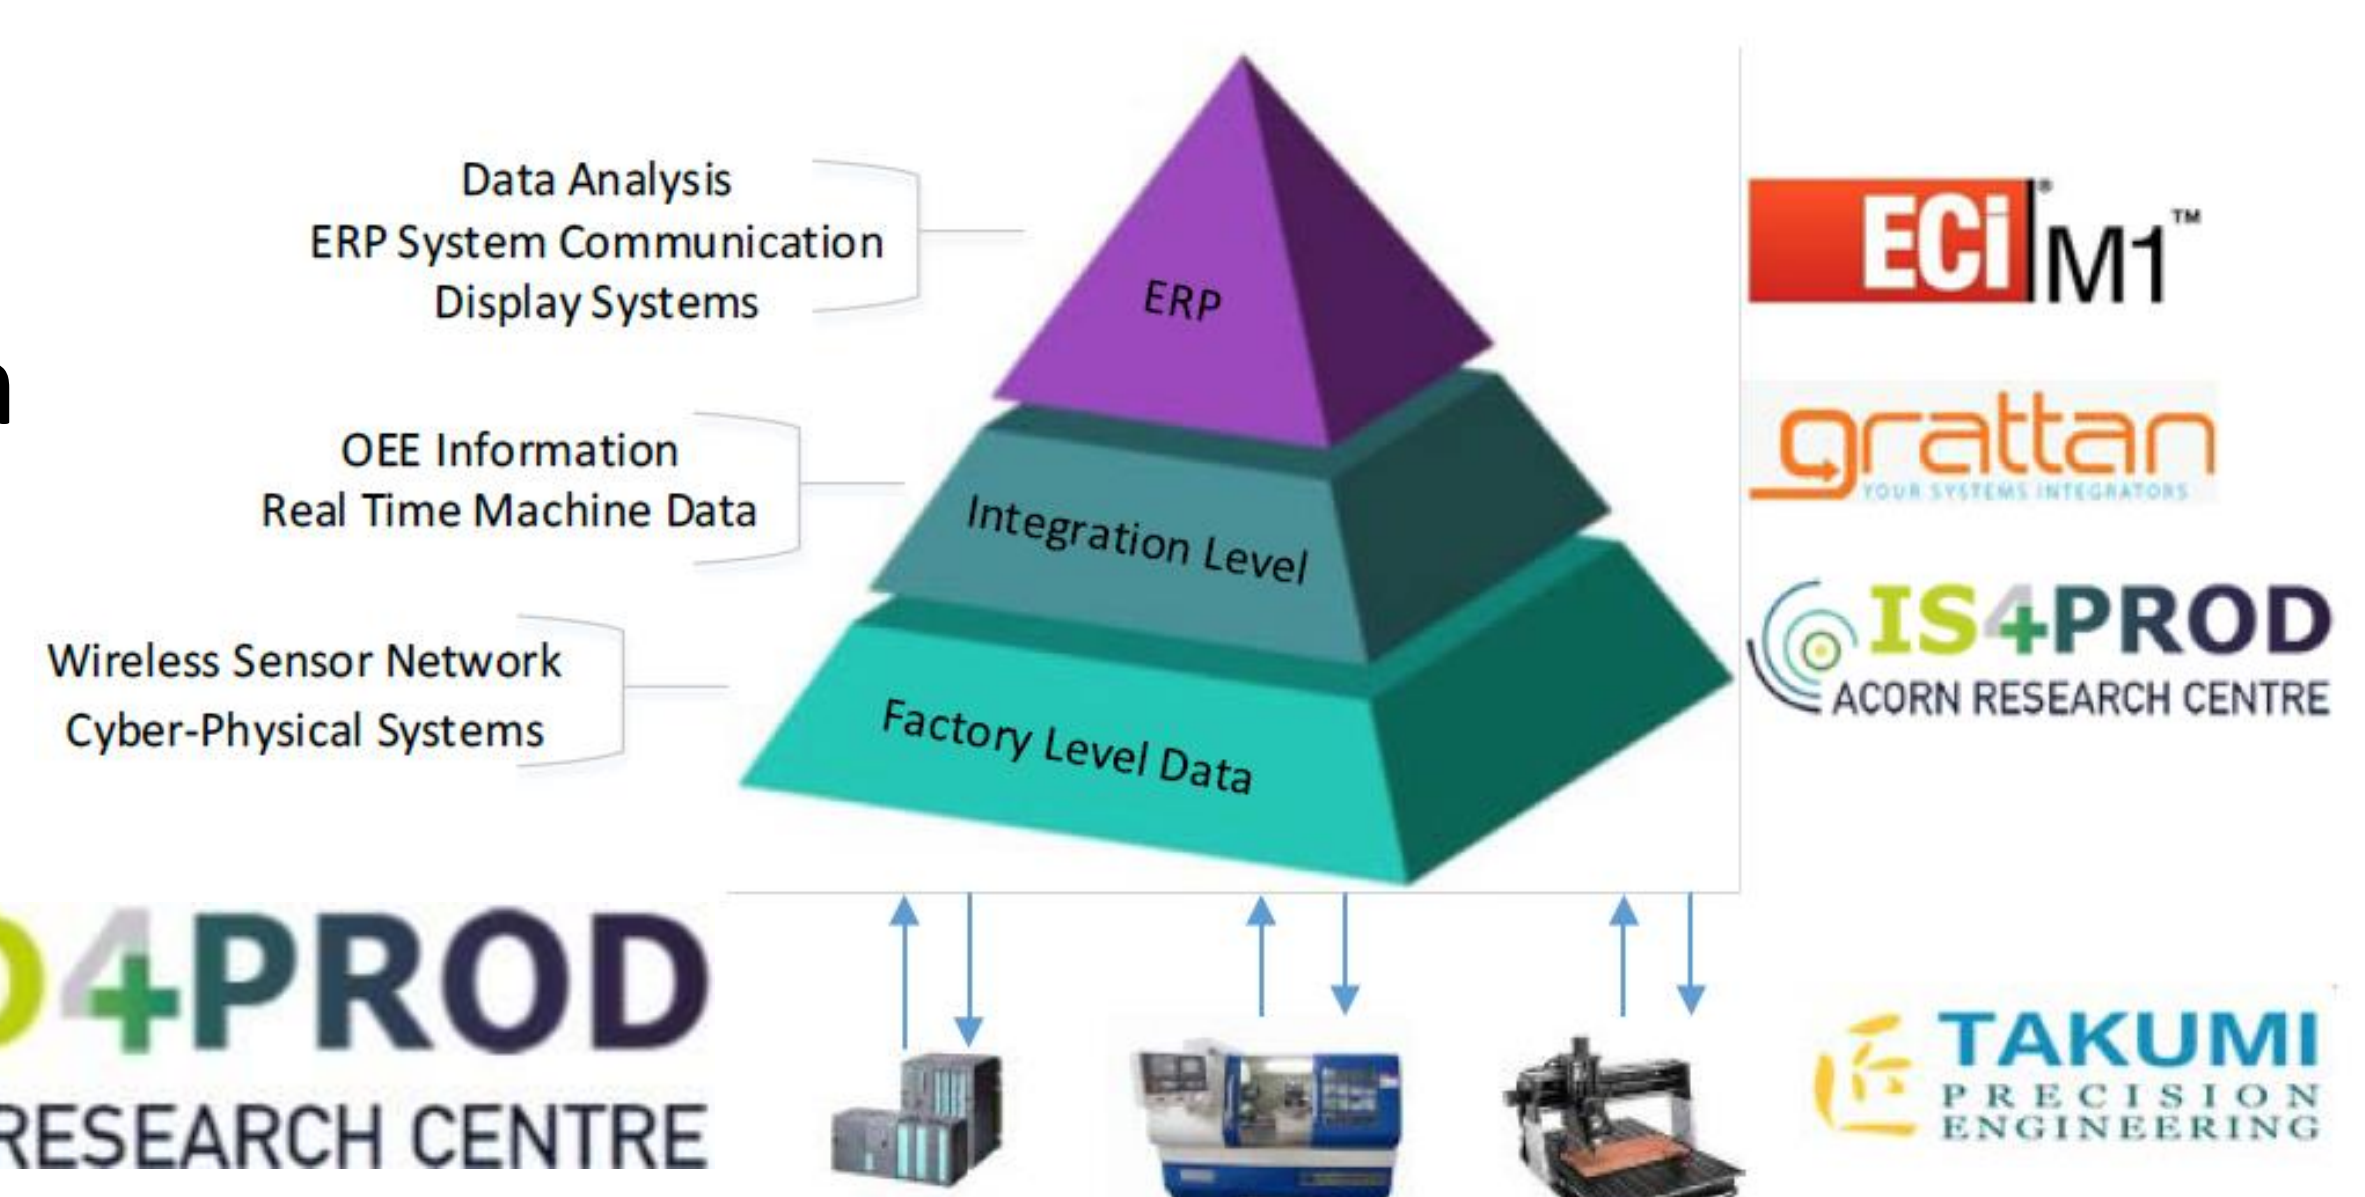 Data Analysis
ERP System Communication
Display Systems
ERP
ECi® M1™
n
OEE Information
Real Time Machine Data
Integration Level
grattan
YOUR SYSTEMS INTEGRATORS
Wireless Sensor Network
Cyber-Physical Systems
Factory Level Data
IS4PROD
ACORN RESEARCH CENTRE
4PROD
RESEARCH CENTRE
匠 TAKUMI
PRECISION
ENGINEERING